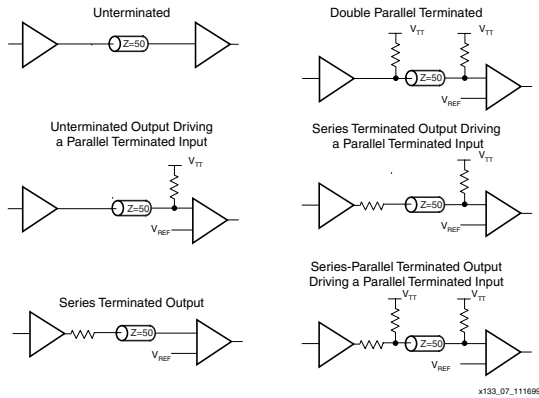 Unterminated
Z=50
Double Parallel Terminated
VTT
VTT
Z=50
VREF
Unterminated Output Driving
a Parallel Terminated Input
VTT
Z=50
VREF
Series Terminated Output Driving
a Parallel Terminated Input
VTT
Z=50
VREF
Series Terminated Output
Z=50
VREF
Series-Parallel Terminated Output
Driving a Parallel Terminated Input
VTT
VTT
Z=50
VREF
x133_07_111699